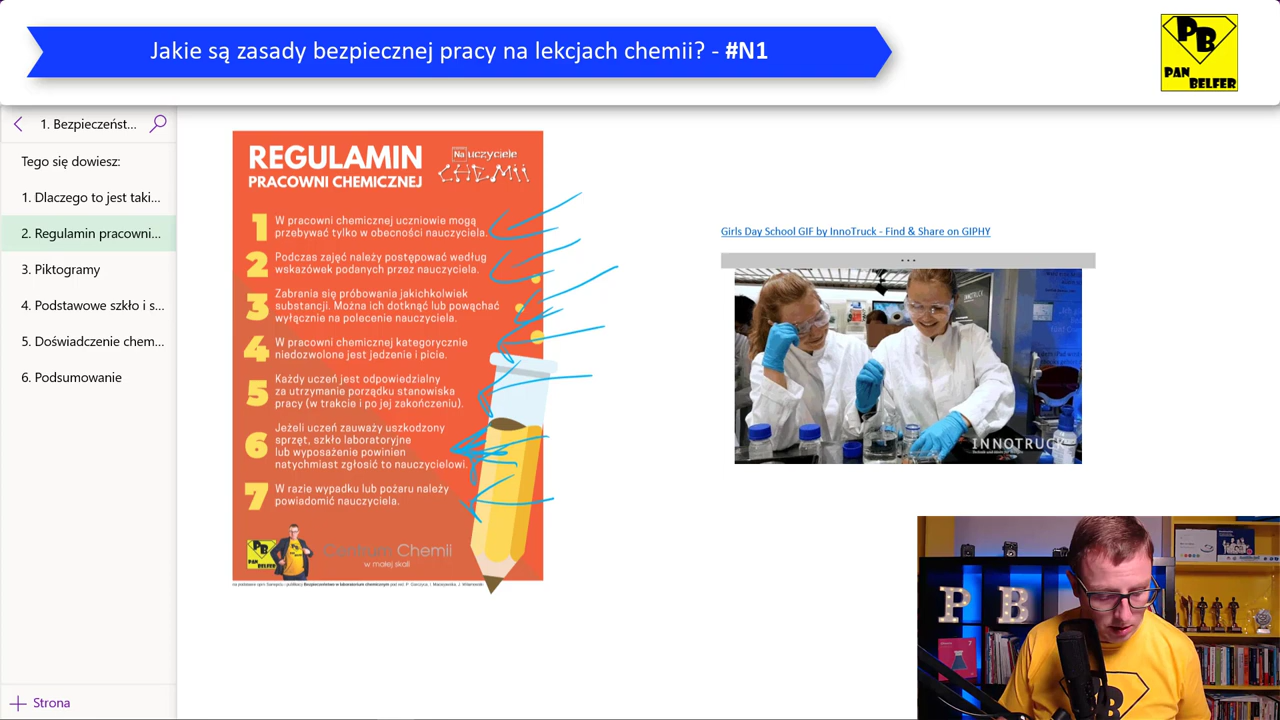 Jakie są zasady bezpiecznej pracy na lekcjach chemii? - #N1
PB
PAN
BELFER
1. Bezpieczeńst...
Tego się dowiesz:
1. Dlaczego to jest taki...
2. Regulamin pracowni...
3. Piktogramy
4. Podstawowe szkło i s...
5. Doświadczenie chem...
6. Podsumowanie
Strona
REGULAMIN
PRACOWNI CHEMICZNEJ
Nauczyciele
CHEMII
1 W pracowni chemicznej uczniowie mogą
przebywać tylko w obecności nauczyciela.
2 Podczas zajęć należy postępować według
wskazówek podanych przez nauczyciela.
3 Zabrania się próbowania jakichkolwiek
substancji. Można ich dotknąć lub powąchać
wyłącznie na polecenie nauczyciela.
4 W pracowni chemicznej kategorycznie
niedozwolone jest jedzenie i picie.
5 Każdy uczeń jest odpowiedzialny
za utrzymanie porządku stanowiska
pracy (w trakcie i po jej zakończeniu).
6 Jeżeli uczeń zauważy uszkodzony
sprzęt, szkło laboratoryjne
lub wyposażenie powinien
natychmiast zgłosić to nauczycielowi.
7 W razie wypadku lub pożaru należy
powiadomić nauczyciela.
PB
PAN
BELFER
Centrum Chemii
w małej skali
Girls Day School GIF by InnoTruck - Find & Share on GIPHY
INNOTRUCK
P B